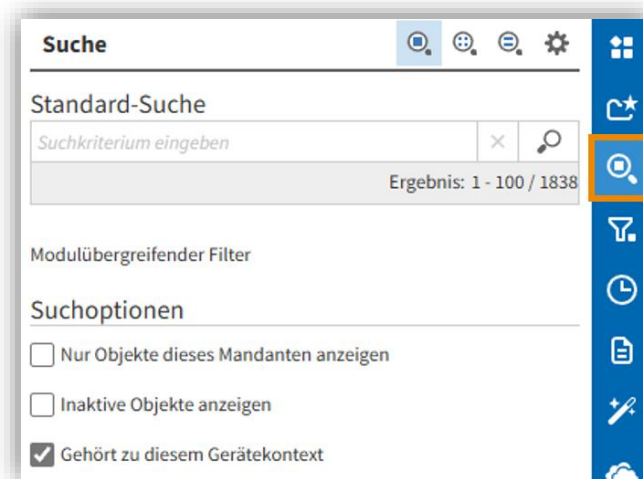 Suche
Standard-Suche
Suchkriterium eingeben
Ergebnis: 1 - 100 / 1838
Modulübergreifender Filter
Suchoptionen
Nur Objekte dieses Mandanten anzeigen
Inaktive Objekte anzeigen
Gehört zu diesem Gerätekontext